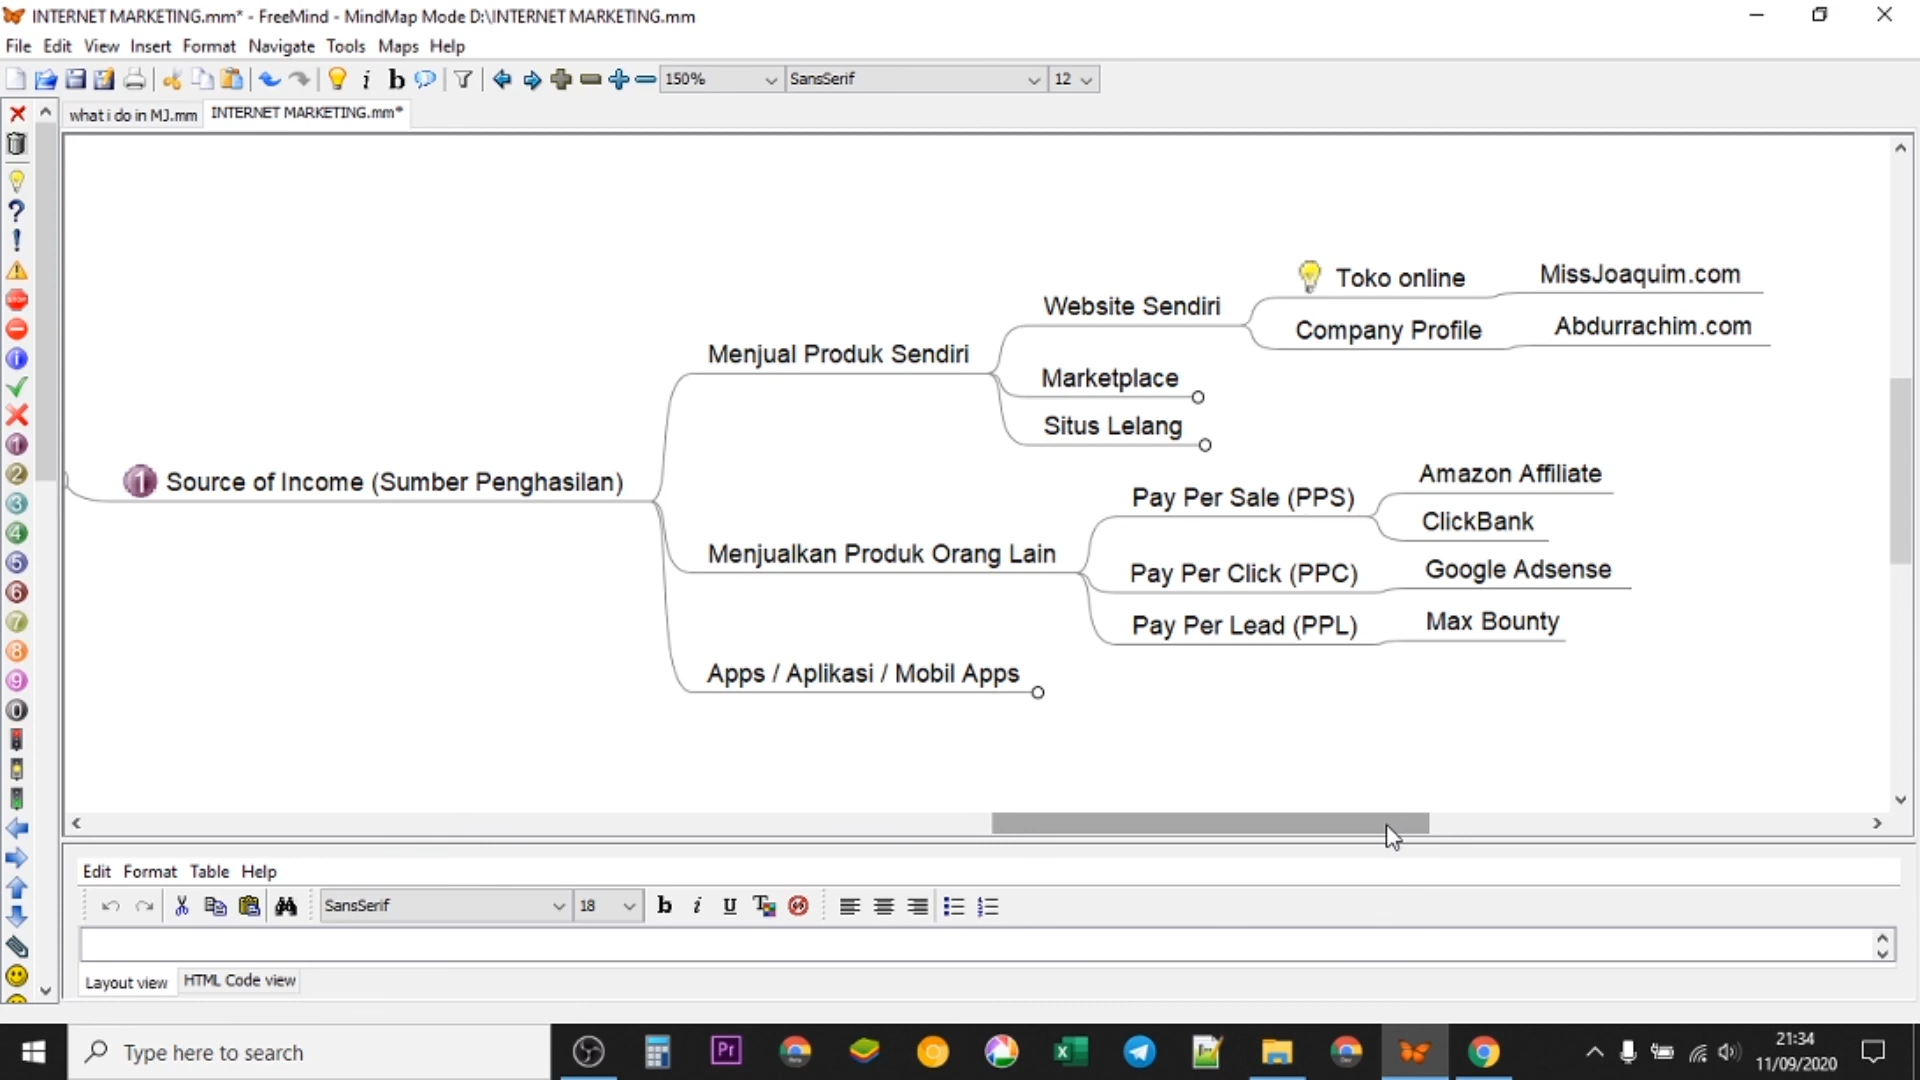 INTERNET MARKETING.mm* - FreeMind - MindMap Mode D:\INTERNET MARKETING.mm
File Edit View Insert Format Navigate Tools Maps Help
150% SansSerif 12
what i do in MJ.mm INTERNET MARKETING.mm*
Toko online MissJoaquim.com
Website Sendiri
Company Profile Abdurrachim.com
Menjual Produk Sendiri
Marketplace
Situs Lelang
1 Source of Income (Sumber Penghasilan)
Amazon Affiliate
Pay Per Sale (PPS)
ClickBank
Menjualkan Produk Orang Lain
Pay Per Click (PPC) Google Adsense
Pay Per Lead (PPL) Max Bounty
Apps / Aplikasi / Mobil Apps
Edit Format Table Help
SansSerif 18
Layout view HTML Code view
Type here to search
21:34
11/09/2020